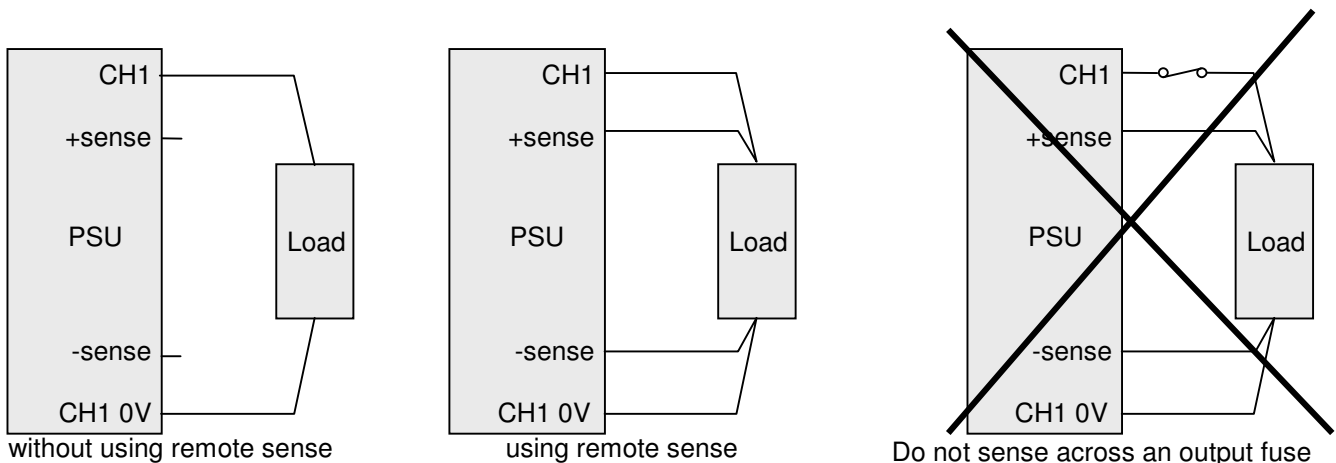 CH1
+sense
PSU
Load
-sense
CH1 0V
without using remote sense
CH1
+sense
PSU
Load
-sense
CH1 0V
using remote sense
CH1
+sense
PSU
Load
-sense
CH1 0V
Do not sense across an output fuse